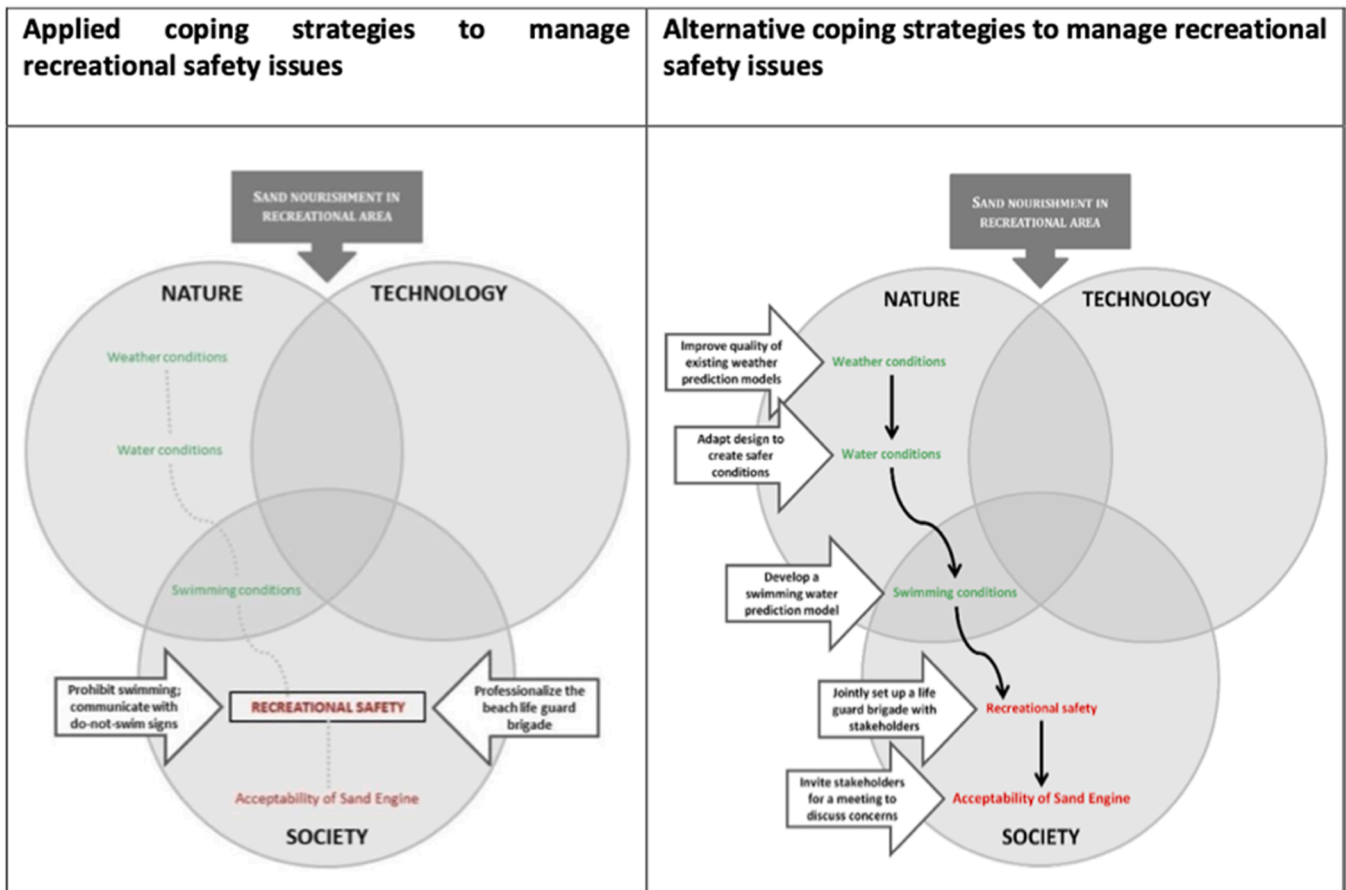 Applied coping strategies to manage
recreational safety issues
Alternative coping strategies to manage recreational
safety issues
SAND NOURISHMENT IN
RECREATIONAL AREA
NATURE
TECHNOLOGY
Weather conditions
Water conditions
Swimming conditions
Prohibit swimming;
communicate with
do-not-swim signs
RECREATIONAL SAFETY
Professionalize the
beach life guard
brigade
Acceptability of Sand Engine
SOCIETY
SAND NOURISHMENT IN
RECREATIONAL AREA
NATURE
TECHNOLOGY
Improve quality of
existing weather
prediction models
Weather conditions
Adapt design to
create safer
conditions
Water conditions
Develop a
swimming water
prediction model
Swimming conditions
Jointly set up a life
guard brigade with
stakeholders
Recreational safety
Invite stakeholders
for a meeting to
discuss concerns
Acceptability of Sand Engine
SOCIETY